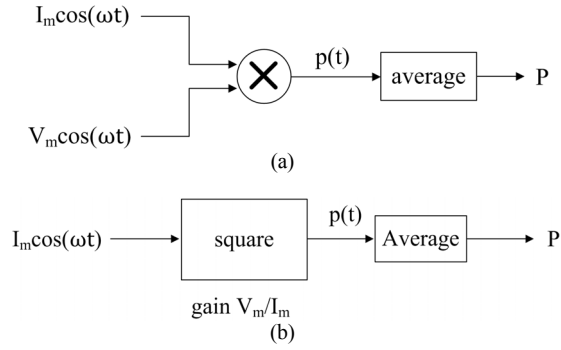 Iₘcos(ωt)
p(t)
average
P
Vₘcos(ωt)
(a)
Iₘcos(ωt)
square
p(t)
Average
P
gain Vₘ/Iₘ
(b)